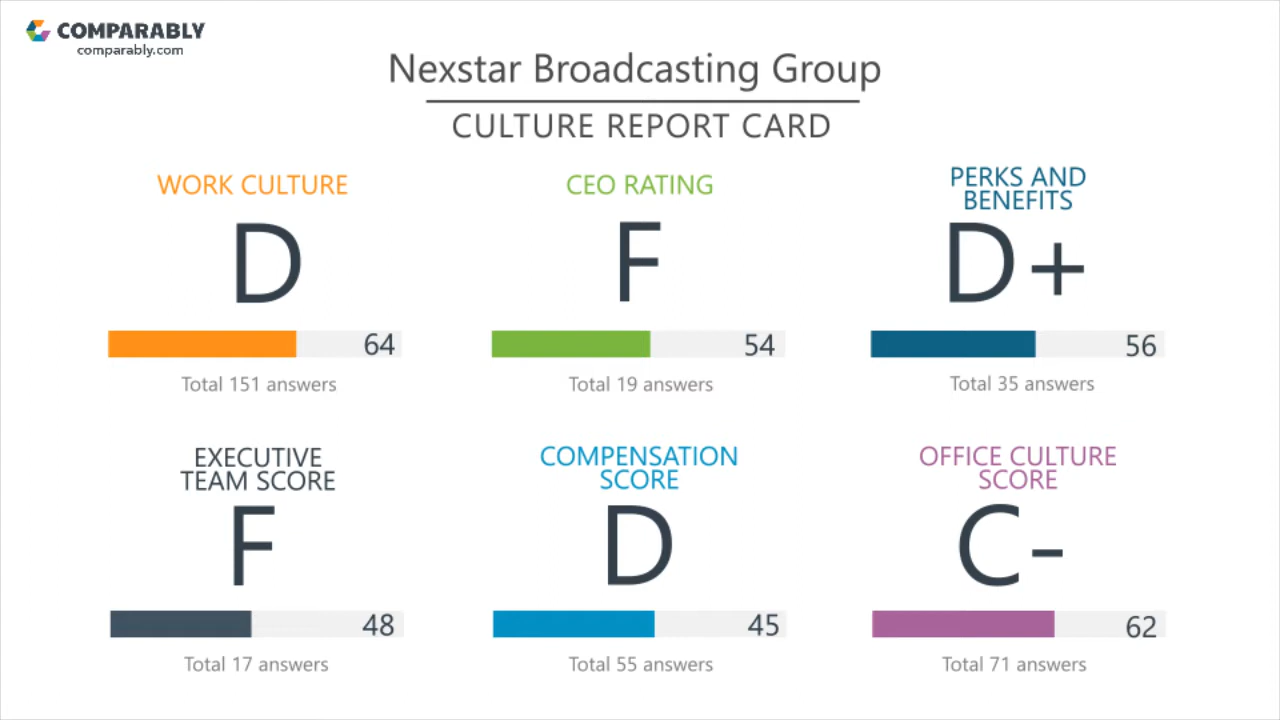 COMPARABLY
comparably.com
Nexstar Broadcasting Group
CULTURE REPORT CARD
WORK CULTURE
D
64
Total 151 answers
CEO RATING
F
54
Total 19 answers
PERKS AND
BENEFITS
D+
56
Total 35 answers
EXECUTIVE
TEAM SCORE
F
48
Total 17 answers
COMPENSATION
SCORE
D
45
Total 55 answers
OFFICE CULTURE
SCORE
C-
62
Total 71 answers